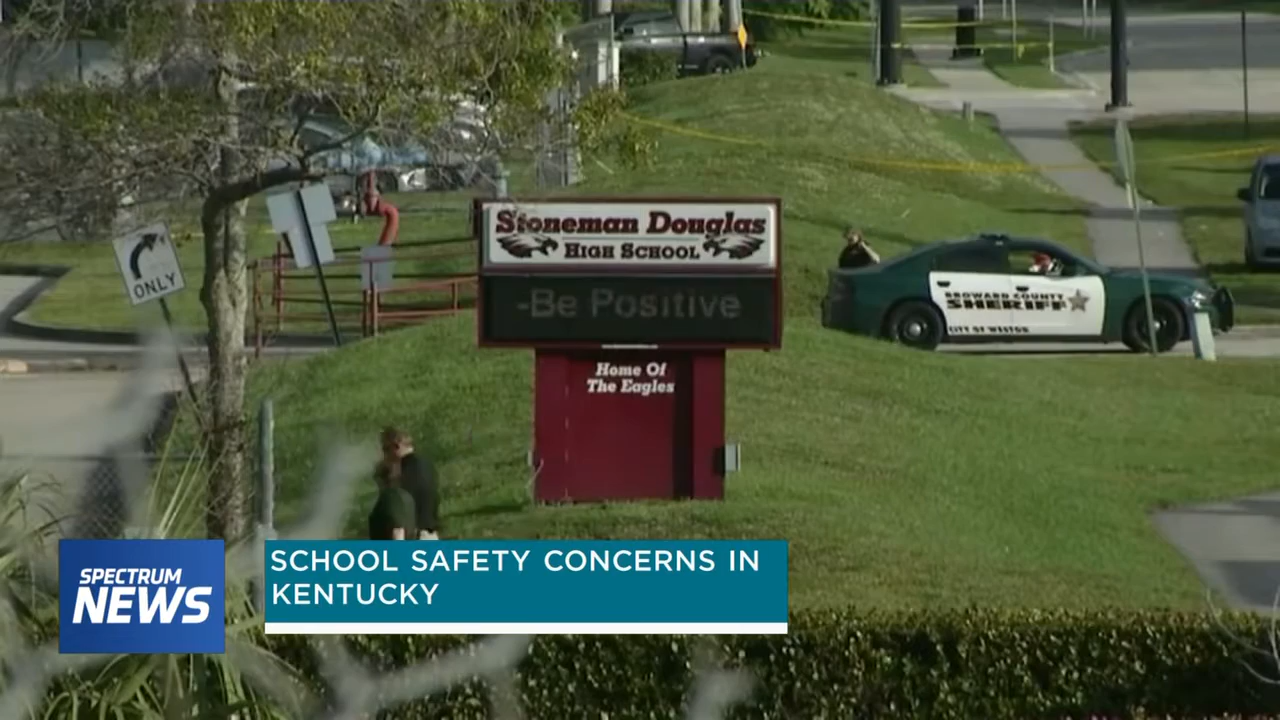 Stoneman Douglas
HIGH SCHOOL
-Be Positive
Home Of
The Eagles
ONLY
BROWARD COUNTY
SHERIFF
CITY OF WESTON
SPECTRUM
NEWS
SCHOOL SAFETY CONCERNS IN
KENTUCKY